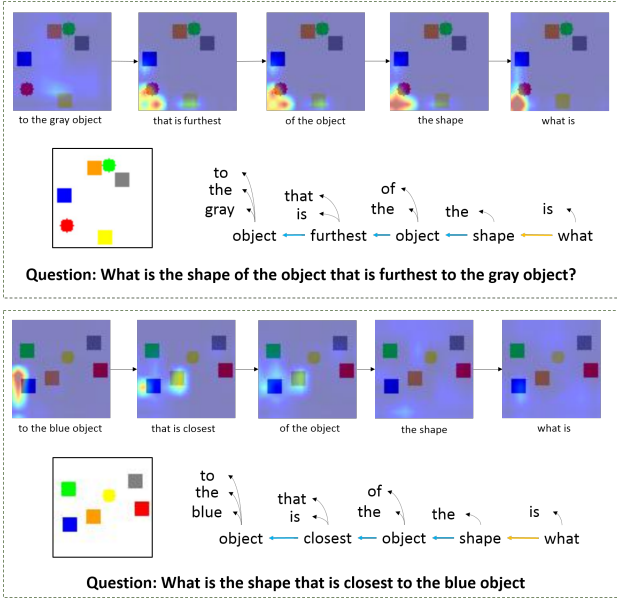 to the gray object
that is furthest
of the object
the shape
what is
to
the
gray
that
is
of
the
the
is
object
furthest
object
shape
what
Question: What is the shape of the object that is furthest to the gray object?
to the blue object
that is closest
of the object
the shape
what is
to
the
blue
that
is
of
the
the
is
object
closest
object
shape
what
Question: What is the shape that is closest to the blue object